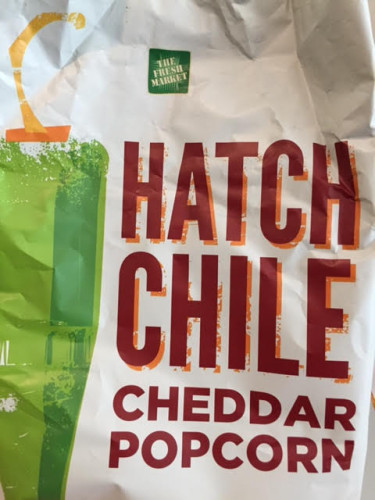 THE
FRESH
MARKET
HATCH
CHILE
CHEDDAR
POPCORN